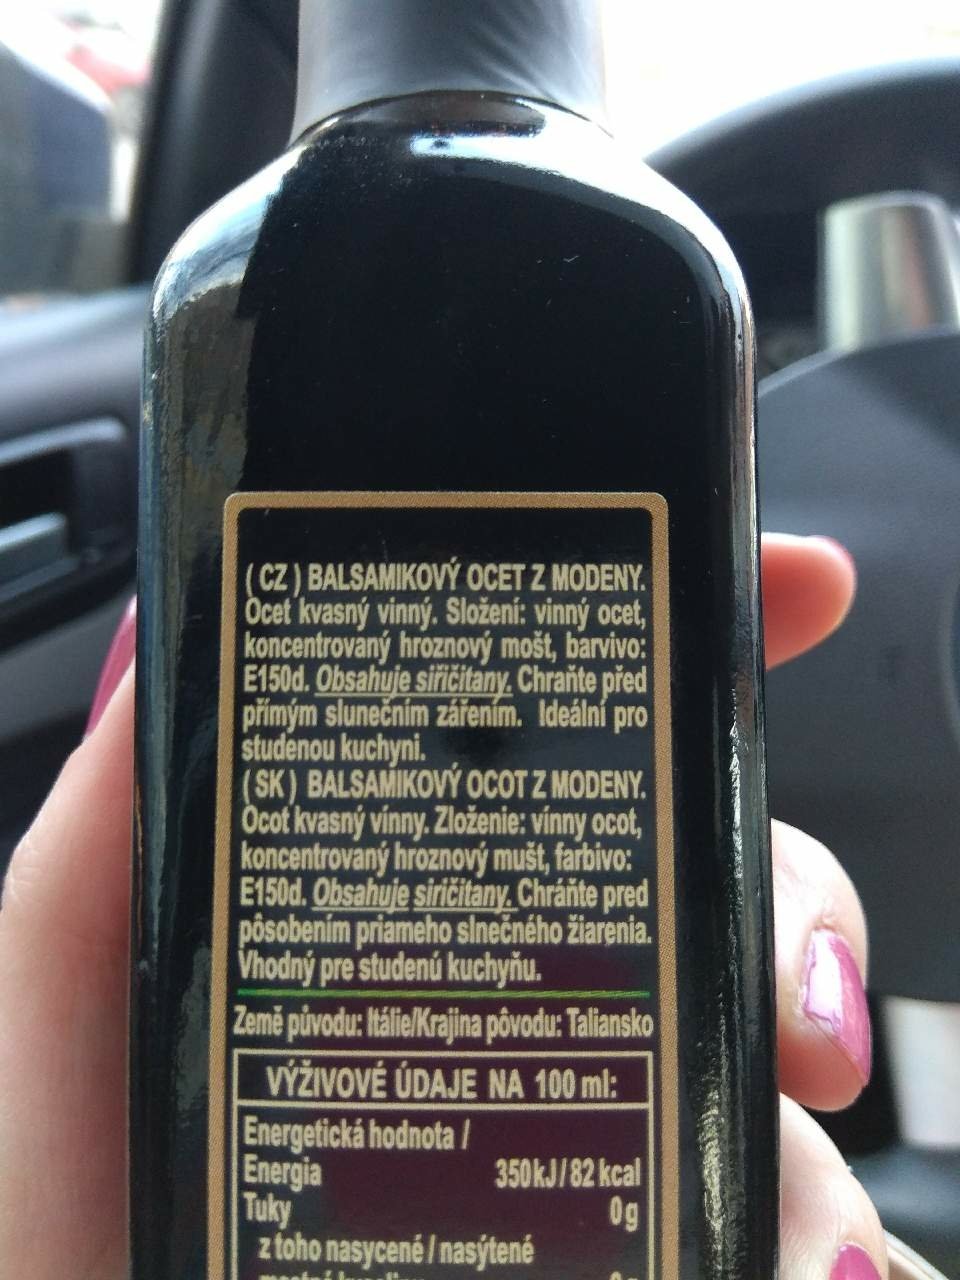 ( CZ ) BALSAMIKOVÝ OCET Z MODENY.
Ocet kvasný vinný. Složení: vinný ocet,
koncentrovaný hroznový mošt, barvivo:
E150d. Obsahuje siřičitany. Chraňte před
přímým slunečním zářením. Ideální pro
studenou kuchyni.
( SK ) BALSAMIKOVÝ OCOT Z MODENY.
Ocot kvasný vínny. Zloženie: vínny ocot,
koncentrovaný hroznový mušt, farbivo:
E150d. Obsahuje siričitany. Chráňte pred
pôsobením priameho slnečného žiarenia.
Vhodný pre studenú kuchyňu.
Země původu: Itálie/Krajina pôvodu: Taliansko
VÝŽIVOVÉ ÚDAJE NA 100 ml:
Energetická hodnota /
Energia 350 kJ / 82 kcal
Tuky 0 g
z toho nasycené / nasýtené